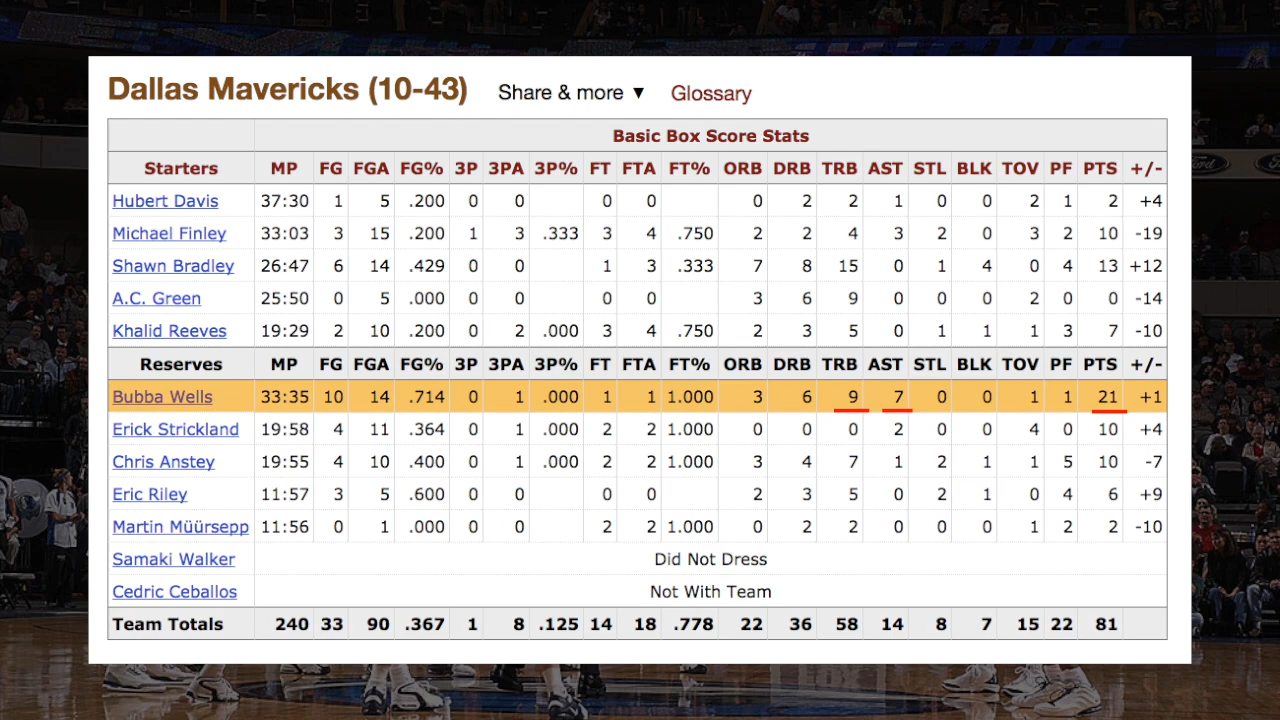 Dallas Mavericks (10-43) Share & more ▼ Glossary
Basic Box Score Stats
Starters MP FG FGA FG% 3P 3PA 3P% FT FTA FT% ORB DRB TRB AST STL BLK TOV PF PTS +/-
Hubert Davis 37:30 1 5 .200 0 0 0 0 0 2 2 1 0 0 2 1 2 +4
Michael Finley 33:03 3 15 .200 1 3 .333 3 4 .750 2 2 4 3 2 0 3 2 10 -19
Shawn Bradley 26:47 6 14 .429 0 0 1 3 .333 7 8 15 0 1 4 0 4 13 +12
A.C. Green 25:50 0 5 .000 0 0 0 0 3 6 9 0 0 0 2 0 0 -14
Khalid Reeves 19:29 2 10 .200 0 2 .000 3 4 .750 2 3 5 0 1 1 1 3 7 -10
Reserves MP FG FGA FG% 3P 3PA 3P% FT FTA FT% ORB DRB TRB AST STL BLK TOV PF PTS +/-
Bubba Wells 33:35 10 14 .714 0 1 .000 1 1 1.000 3 6 9 7 0 0 1 1 21 +1
Erick Strickland 19:58 4 11 .364 0 1 .000 2 2 1.000 0 0 0 2 0 0 4 0 10 +4
Chris Anstey 19:55 4 10 .400 0 1 .000 2 2 1.000 3 4 7 1 2 1 1 5 10 -7
Eric Riley 11:57 3 5 .600 0 0 0 0 2 3 5 0 2 1 0 4 6 +9
Martin Müürsepp 11:56 0 1 .000 0 0 2 2 1.000 0 2 2 0 0 0 1 2 2 -10
Samaki Walker Did Not Dress
Cedric Ceballos Not With Team
Team Totals 240 33 90 .367 1 8 .125 14 18 .778 22 36 58 14 8 7 15 22 81
Ford